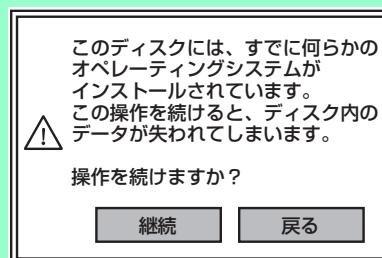 このディスクには、すでに何らかの
オペレーティングシステムが
インストールされています。
この操作を続けると、ディスク内の
データが失われてしまいます。
操作を続けますか？
継続
戻る